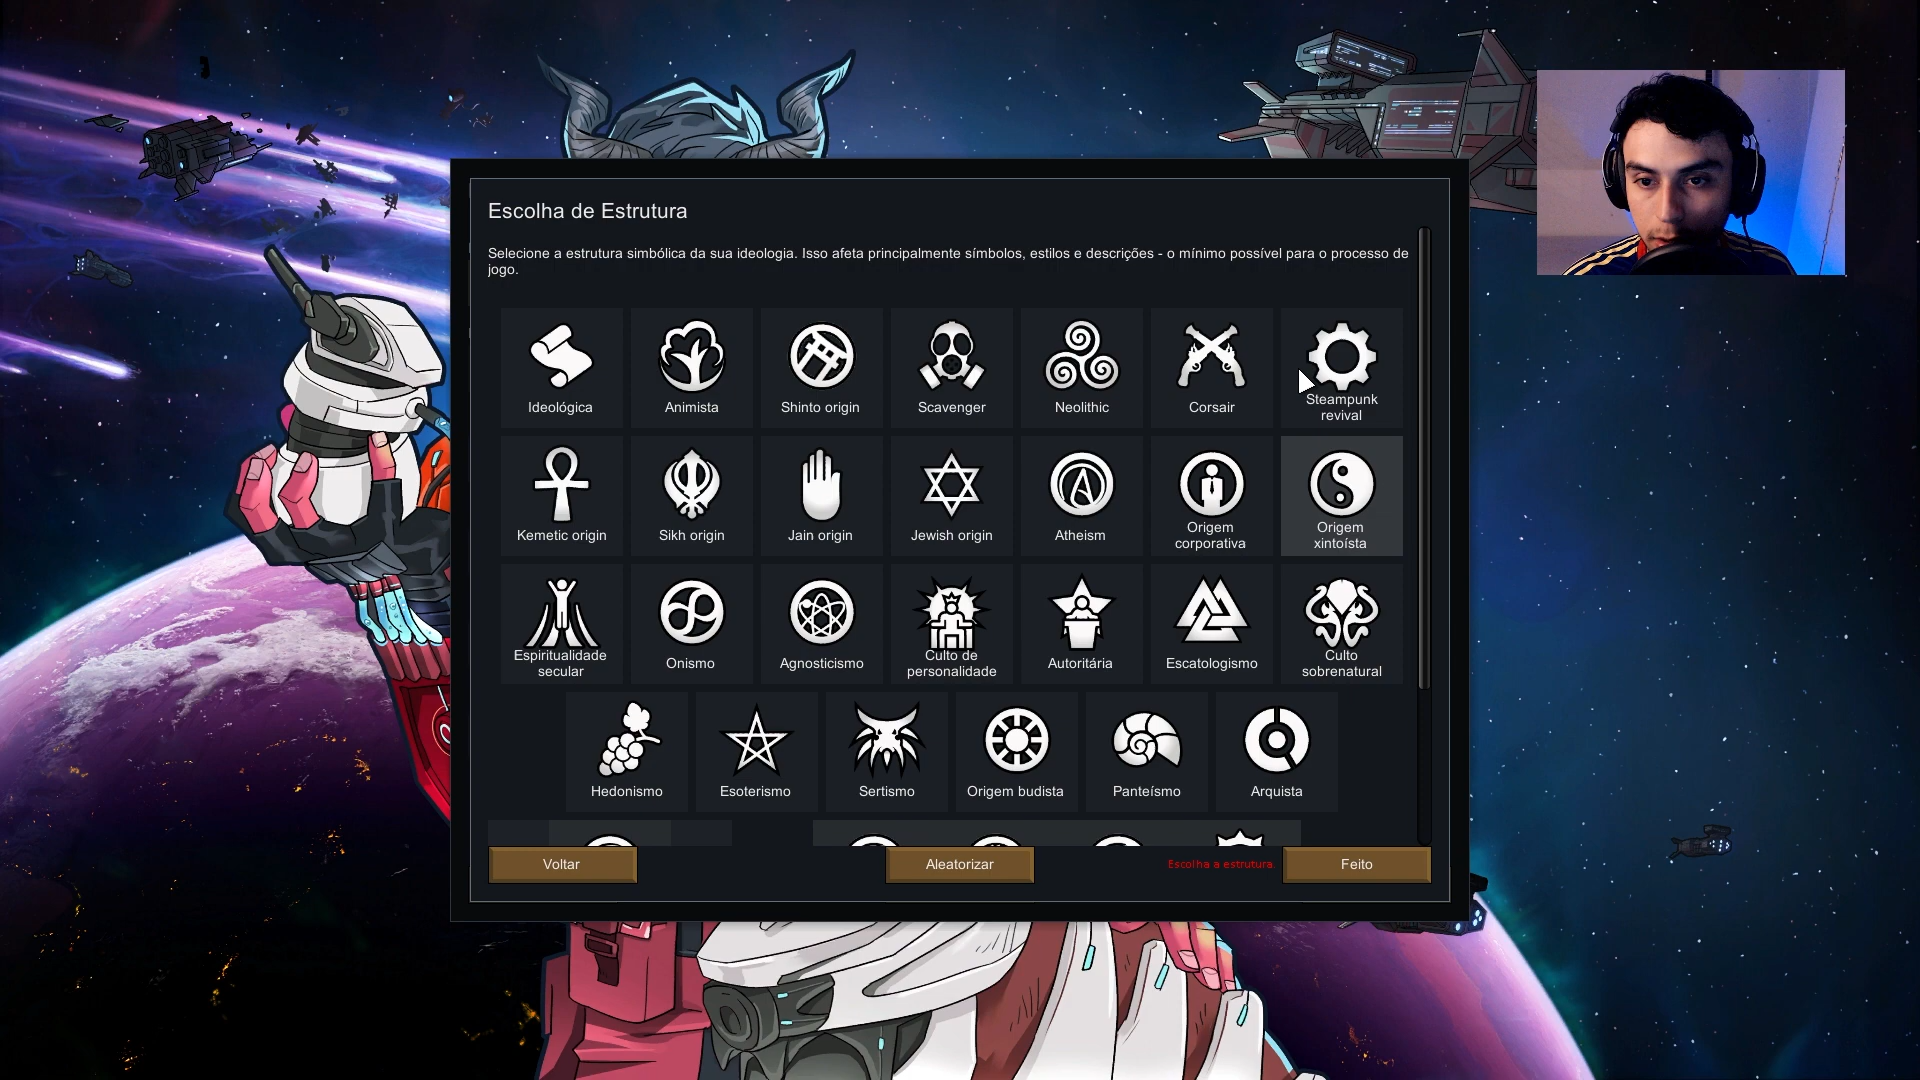 Escolha de Estrutura
Selecione a estrutura simbólica da sua ideologia. Isso afeta principalmente símbolos, estilos e descrições - o mínimo possível para o processo de
jogo.
Ideológica
Animista
Shinto origin
Scavenger
Neolithic
Corsair
Steampunk
revival
Kemetic origin
Sikh origin
Jain origin
Jewish origin
Atheism
Origem
corporativa
Origem
xintoísta
Espiritualidade
secular
Onismo
Agnosticismo
Culto de
personalidade
Autoritária
Escatologismo
Culto
sobrenatural
Hedonismo
Esoterismo
Sertismo
Origem budista
Panteísmo
Arquista
Voltar
Aleatorizar
Escolha a estrutura.
Feito